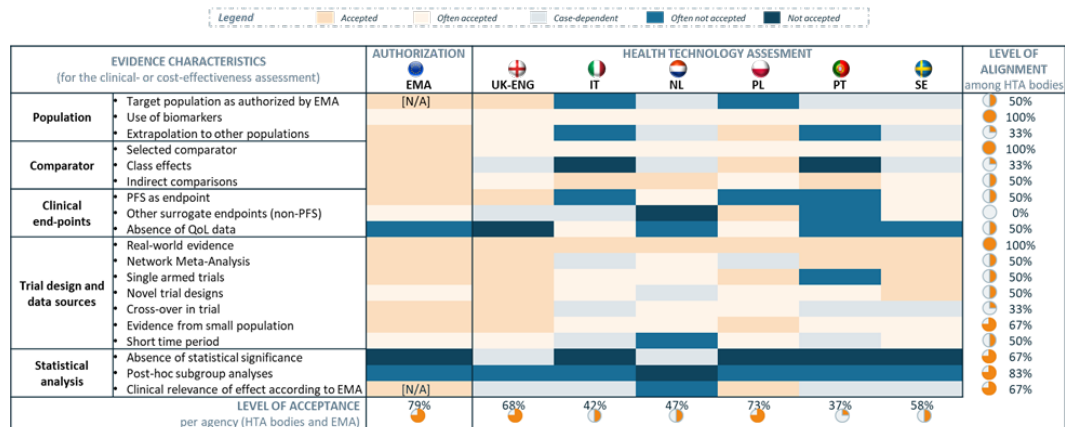 Legend Accepted Often accepted Case-dependent Often not accepted Not accepted
EVIDENCE CHARACTERISTICS
(for the clinical- or cost-effectiveness assessment)
AUTHORIZATION
EMA
HEALTH TECHNOLOGY ASSESMENT
UK-ENG IT NL PL PT SE
LEVEL OF
ALIGNMENT
among HTA bodies
Population
• Target population as authorized by EMA [N/A] 50%
• Use of biomarkers 100%
• Extrapolation to other populations 33%
Comparator
• Selected comparator 100%
• Class effects 33%
• Indirect comparisons 50%
Clinical
end-points
• PFS as endpoint 50%
• Other surrogate endpoints (non-PFS) 0%
• Absence of QoL data 50%
Trial design and
data sources
• Real-world evidence 100%
• Network Meta-Analysis 50%
• Single armed trials 50%
• Novel trial designs 50%
• Cross-over in trial 33%
• Evidence from small population 67%
• Short time period 50%
Statistical
analysis
• Absence of statistical significance 67%
• Post-hoc subgroup analyses 83%
• Clinical relevance of effect according to EMA [N/A] 67%
LEVEL OF ACCEPTANCE
per agency (HTA bodies and EMA)
79% 68% 42% 47% 73% 37% 58%